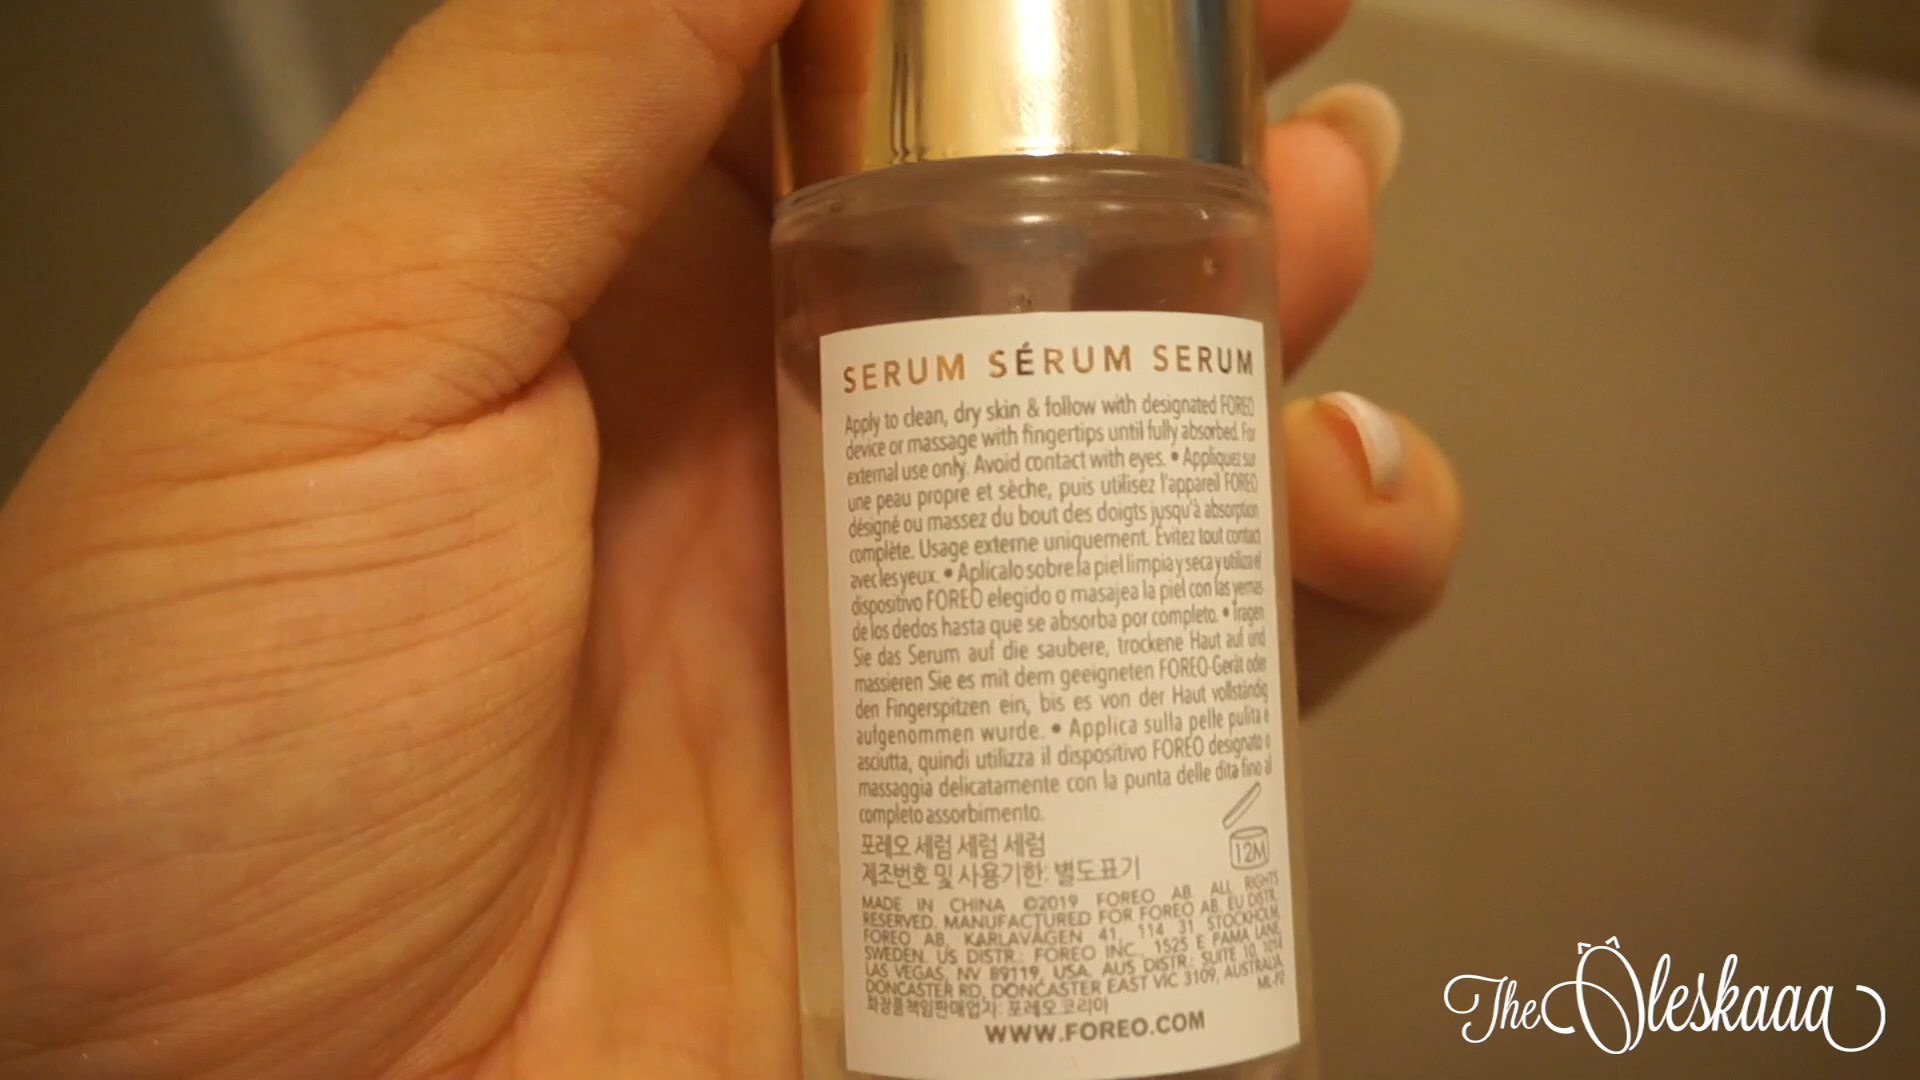 SERUM SÉRUM SERUM
Apply to clean, dry skin & follow with designated FOREO
device or massage with fingertips until fully absorbed. For
external use only. Avoid contact with eyes. • Appliquez sur
une peau propre et sèche, puis utilisez l'appareil FOREO
désigné ou massez du bout des doigts jusqu'à absorption
complète. Usage externe uniquement. Évitez tout contact
avec les yeux. • Aplícalo sobre la piel limpia y seca y utiliza el
dispositivo FOREO elegido o masajea la piel con las yemas
de los dedos hasta que se absorba por completo. • Tragen
Sie das Serum auf die saubere, trockene Haut auf und
massieren Sie es mit dem geeigneten FOREO-Gerät oder
den Fingerspitzen ein, bis es von der Haut vollständig
aufgenommen wurde. • Applica sulla pelle pulita e
asciutta, quindi utilizza il dispositivo FOREO designato o
massaggia delicatamente con la punta delle dita fino al
completo assorbimento.
포레오 세럼 세럼 세럼
제조번호 및 사용기한: 별도표기
12M
MADE IN CHINA ©2019 FOREO AB. ALL RIGHTS
RESERVED. MANUFACTURED FOR FOREO AB. EU DISTR.
FOREO AB, KARLAVÄGEN 41, 114 31 STOCKHOLM,
SWEDEN. US DISTR.: FOREO INC., 1525 E PAMA LANE,
LAS VEGAS, NV 89119, USA. AUS DISTR.: SUITE 10, 1014
DONCASTER RD, DONCASTER EAST VIC 3109, AUSTRALIA
ML-P2
화장품책임판매업자: 포레오코리아
WWW.FOREO.COM
TheOleskaaa